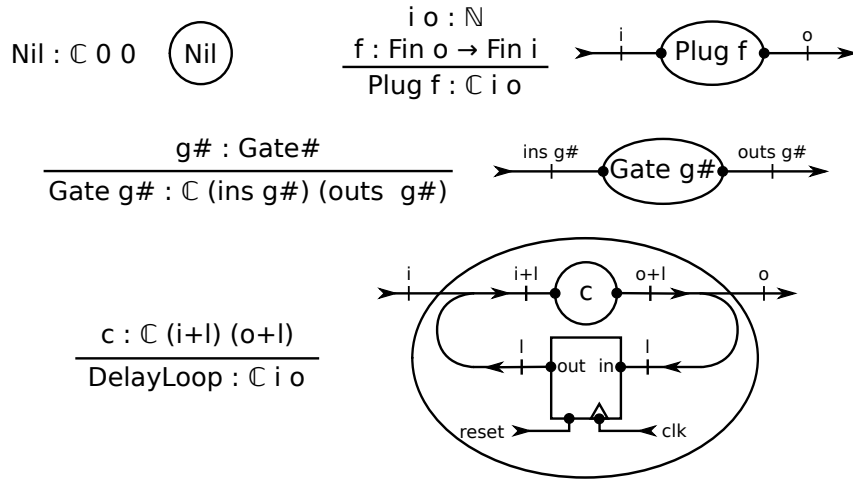 Nil : ℂ 0 0
Nil
i o : ℕ
f : Fin o → Fin i
Plug f : ℂ i o
i
Plug f
o
g# : Gate#
Gate g# : ℂ (ins g#) (outs g#)
ins g#
Gate g#
outs g#
c : ℂ (i+l) (o+l)
DelayLoop : ℂ i o
i
i+l
c
o+l
o
l
out
in
l
reset
clk